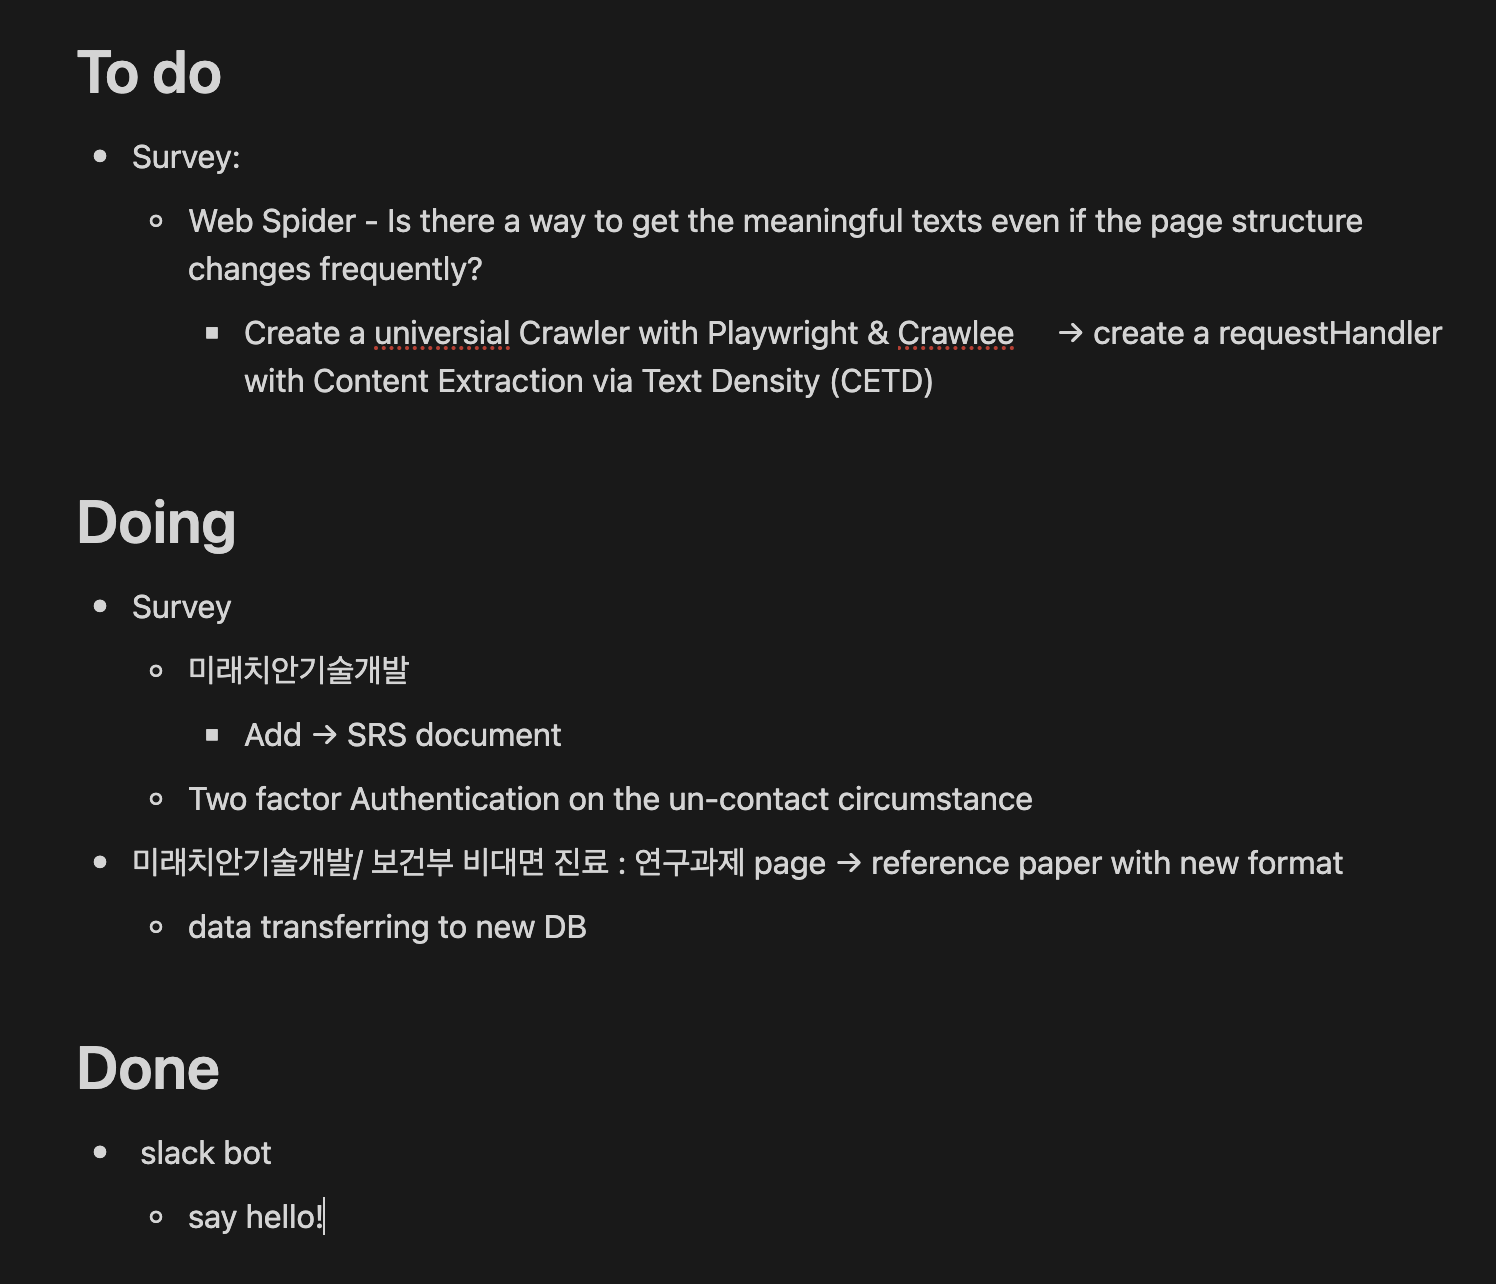 To do
Survey:
Web Spider - Is there a way to get the meaningful texts even if the page structure
changes frequently?
Create a universial Crawler with Playwright & Crawlee → create a requestHandler
with Content Extraction via Text Density (CETD)
Doing
Survey
미래치안기술개발
Add → SRS document
Two factor Authentication on the un-contact circumstance
미래치안기술개발/ 보건부 비대면 진료 : 연구과제 page → reference paper with new format
data transferring to new DB
Done
slack bot
say hello!